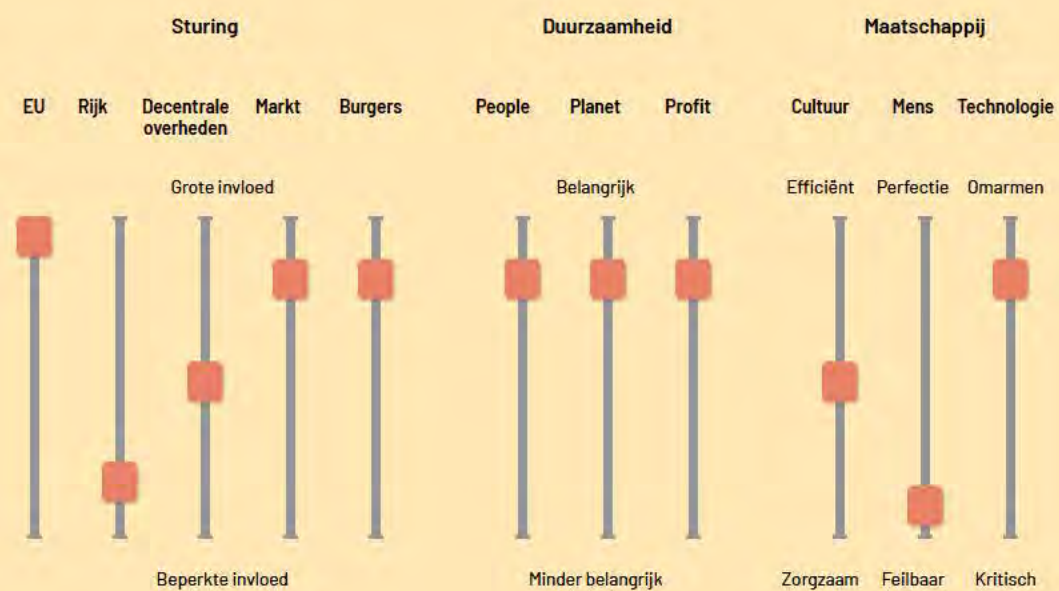 Sturing
Duurzaamheid
Maatschappij
EU
Rijk
Decentrale
overheden
Markt
Burgers
People
Planet
Profit
Cultuur
Mens
Technologie
Grote invloed
Belangrijk
Efficiënt
Perfectie
Omarmen
Beperkte invloed
Minder belangrijk
Zorgzaam
Feilbaar
Kritisch